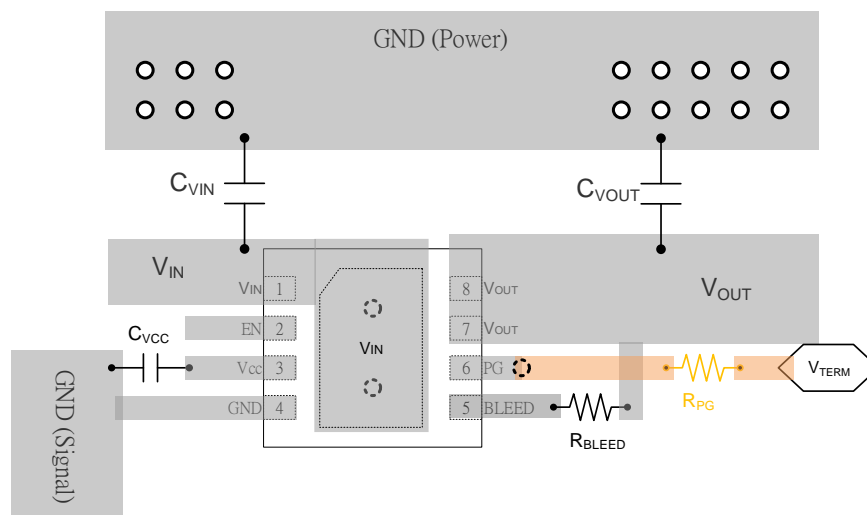 GND (Power)
CVIN
CVOUT
VIN
VOUT
VIN 1
8 VOUT
EN 2
7 VOUT
CVCC
VIN
Vcc 3
6 PG
VTERM
RPG
GND 4
5 BLEED
RBLEED
GND (Signal)